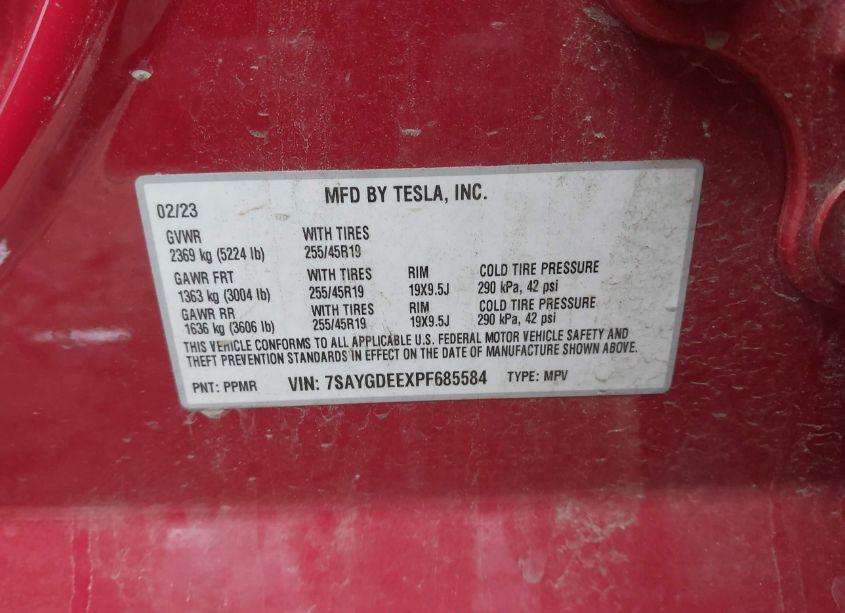 MFD BY TESLA, INC.
02/23
GVWR WITH TIRES
2369 kg (5224 lb) 255/45R19
GAWR FRT WITH TIRES RIM COLD TIRE PRESSURE
1363 kg (3004 lb) 255/45R19 19X9.5J 290 kPa, 42 psi
GAWR RR WITH TIRES RIM COLD TIRE PRESSURE
1636 kg (3606 lb) 255/45R19 19X9.5J 290 kPa, 42 psi
THIS VEHICLE CONFORMS TO ALL APPLICABLE U.S. FEDERAL MOTOR VEHICLE SAFETY AND
THEFT PREVENTION STANDARDS IN EFFECT ON THE DATE OF MANUFACTURE SHOWN ABOVE.
PNT: PPMR VIN: 7SAYGDEEXPF685584 TYPE: MPV